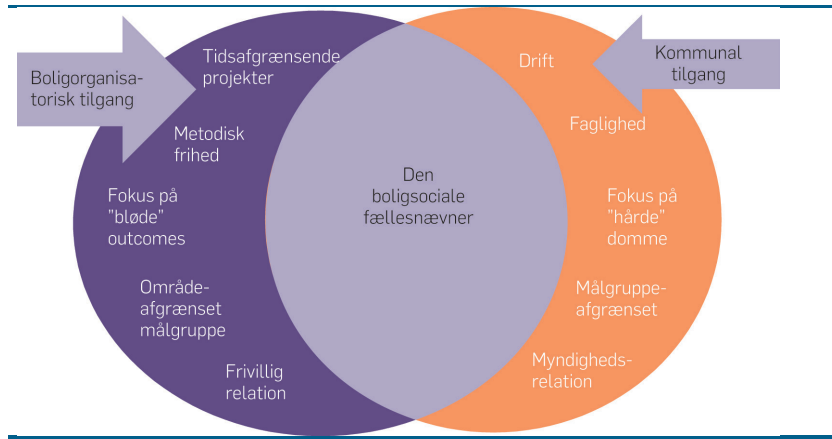 Boligorganisa-
torisk tilgang
Tidsafgrænsende
projekter
Metodisk
frihed
Fokus på
"bløde"
outcomes
Område-
afgrænset
målgruppe
Frivillig
relation
Den
boligsociale
fællesnævner
Drift
Faglighed
Fokus på
"hårde"
domme
Målgruppe-
afgrænset
Myndigheds-
relation
Kommunal
tilgang